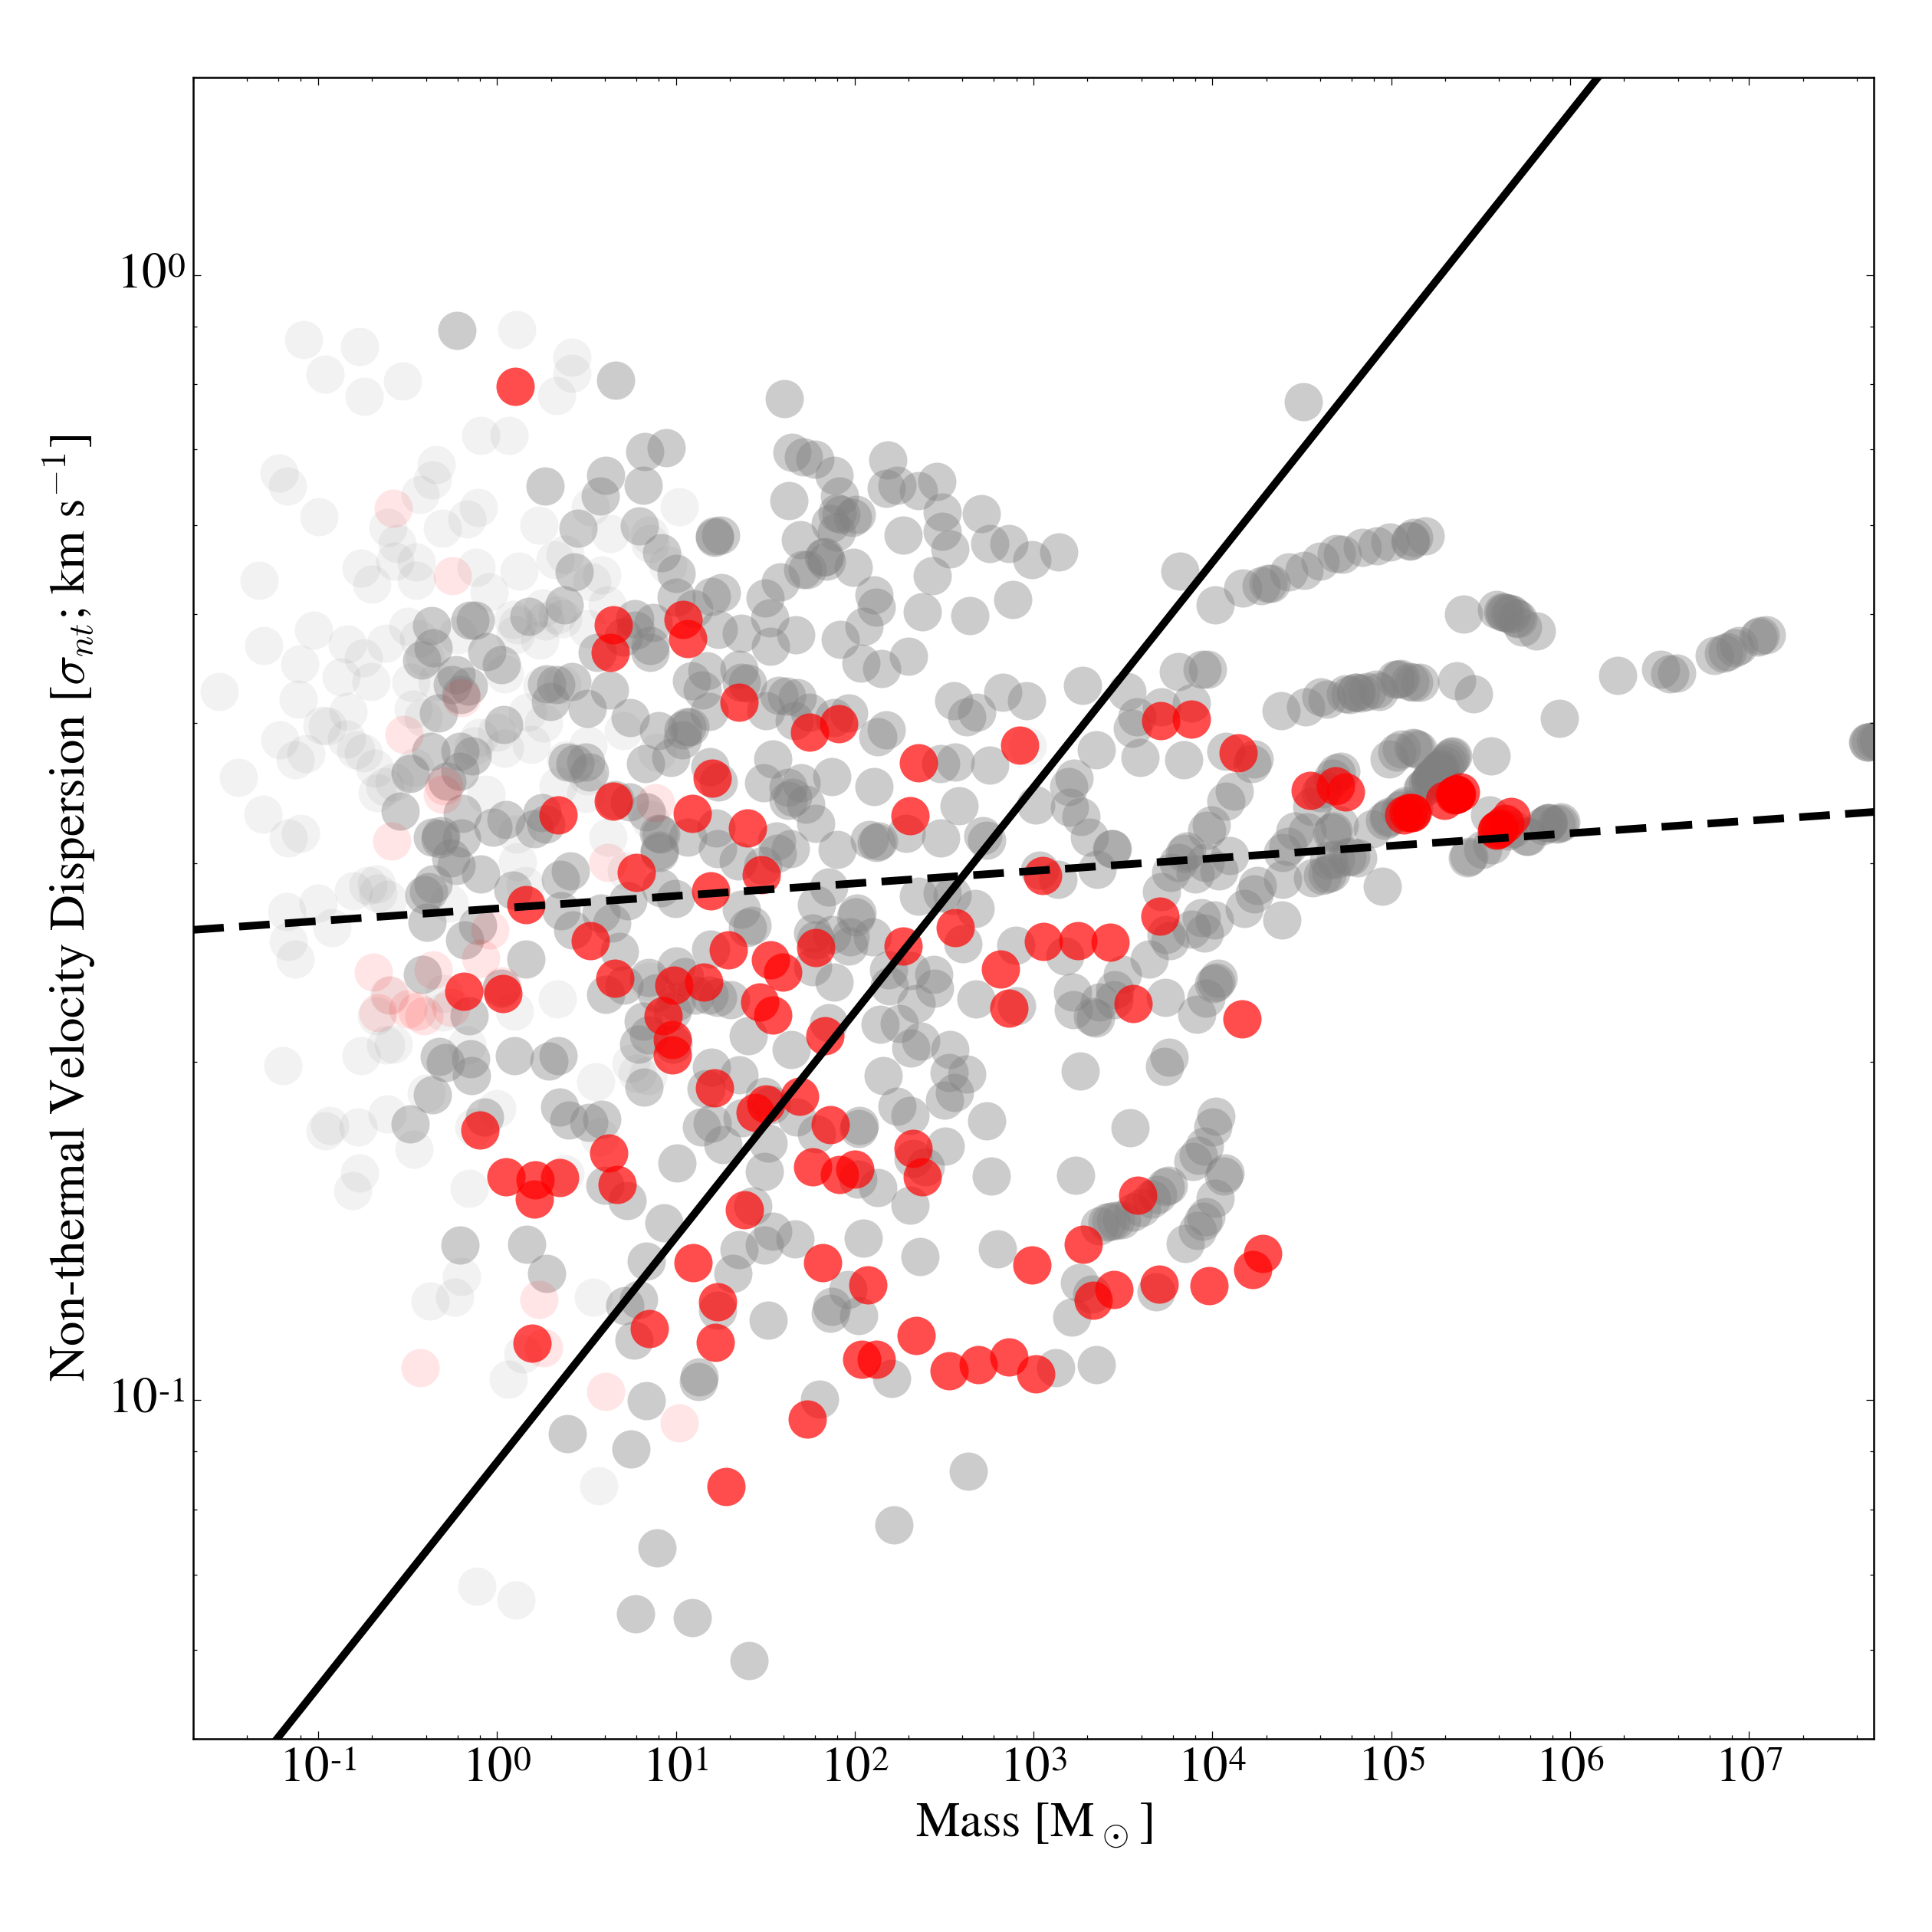 Non-thermal Velocity Dispersion [σnt; km s−1]
10⁰
10-1
10-1 10⁰ 10¹ 10² 10³ 10⁴ 10⁵ 10⁶ 10⁷
Mass [M⊙]